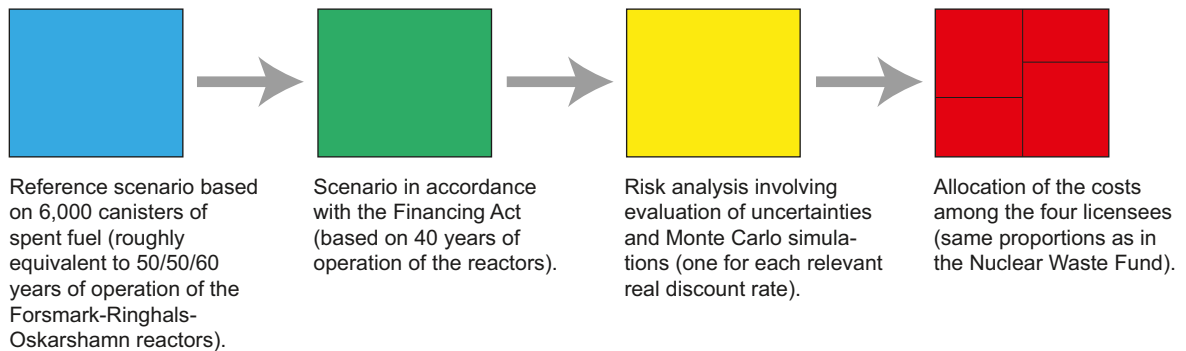 Reference scenario based
on 6,000 canisters of
spent fuel (roughly
equivalent to 50/50/60
years of operation of the
Forsmark-Ringhals-
Oskarshamn reactors).
Scenario in accordance
with the Financing Act
(based on 40 years of
operation of the reactors).
Risk analysis involving
evaluation of uncertainties
and Monte Carlo simula-
tions (one for each relevant
real discount rate).
Allocation of the costs
among the four licensees
(same proportions as in
the Nuclear Waste Fund).